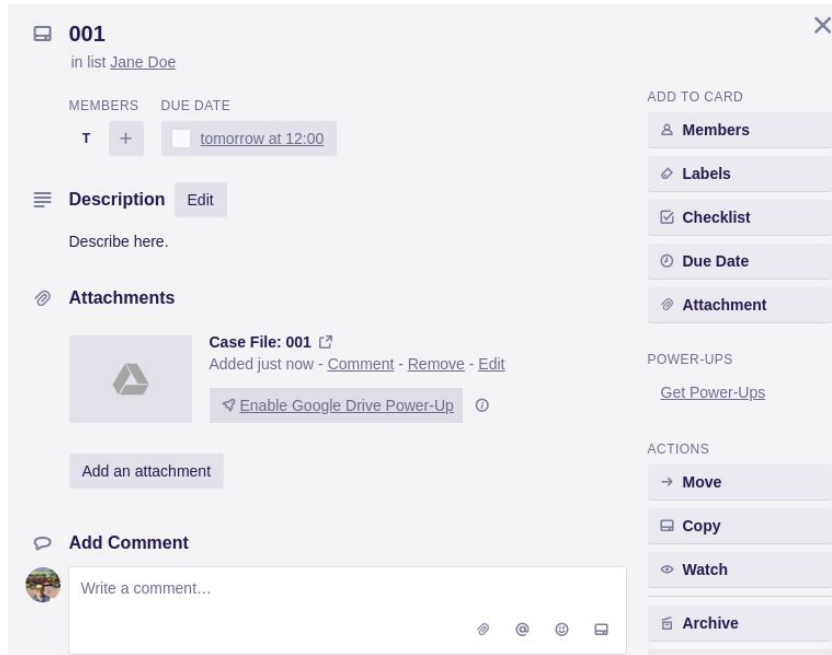 001
in list Jane Doe
MEMBERS
DUE DATE
T
+
tomorrow at 12:00
Description
Edit
Describe here.
Attachments
Case File: 001
Added just now - Comment - Remove - Edit
Enable Google Drive Power-Up
Add an attachment
Add Comment
Write a comment…
@
ADD TO CARD
Members
Labels
Checklist
Due Date
Attachment
POWER-UPS
Get Power-Ups
ACTIONS
Move
Copy
Watch
Archive